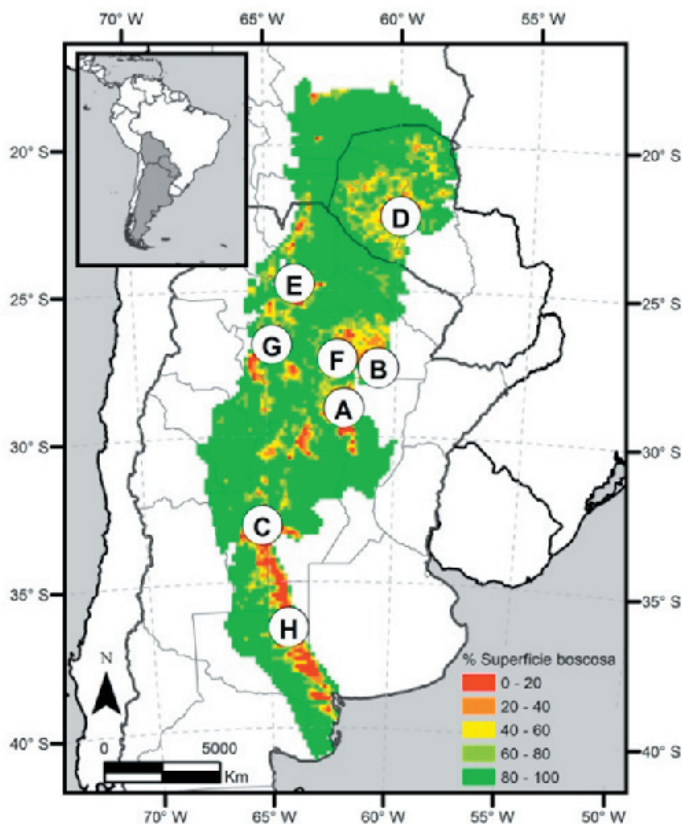 70° W 65° W 60° W 55° W
20° S 20° S
D
E
25° S 25° S
G F B
A
30° S 30° S
C
35° S 35° S
H
% Superficie boscosa
N 0 - 20
20 - 40
40 - 60
0 5000 60 - 80
40° S 40° S
Km 80 - 100
70° W 65° W 60° W 55° W 50° W